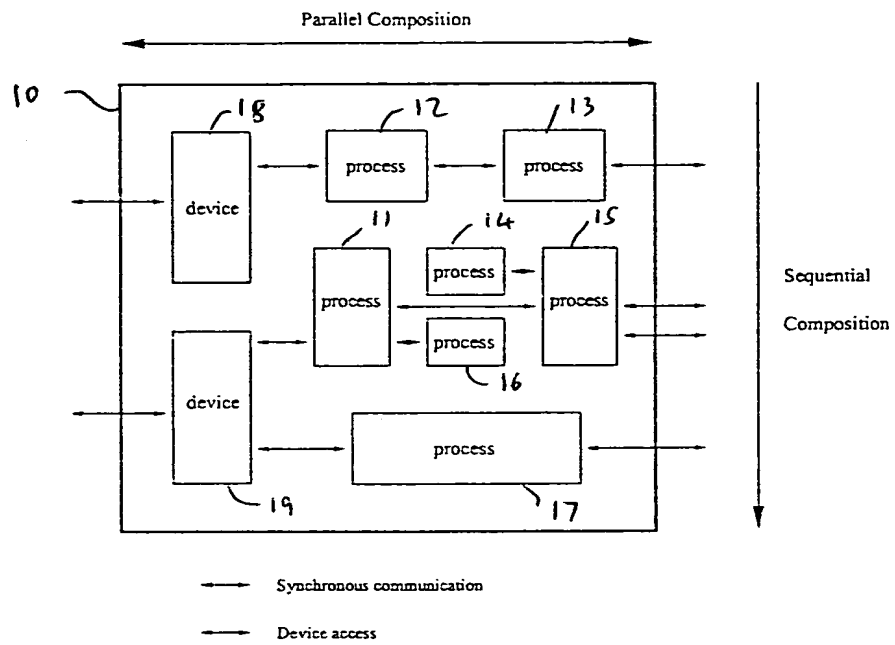 Parallel Composition
10
18
12
13
process
process
device
11
14
15
process
process
process
Sequential
Composition
process
16
device
process
19
17
Synchronous communication
Device access